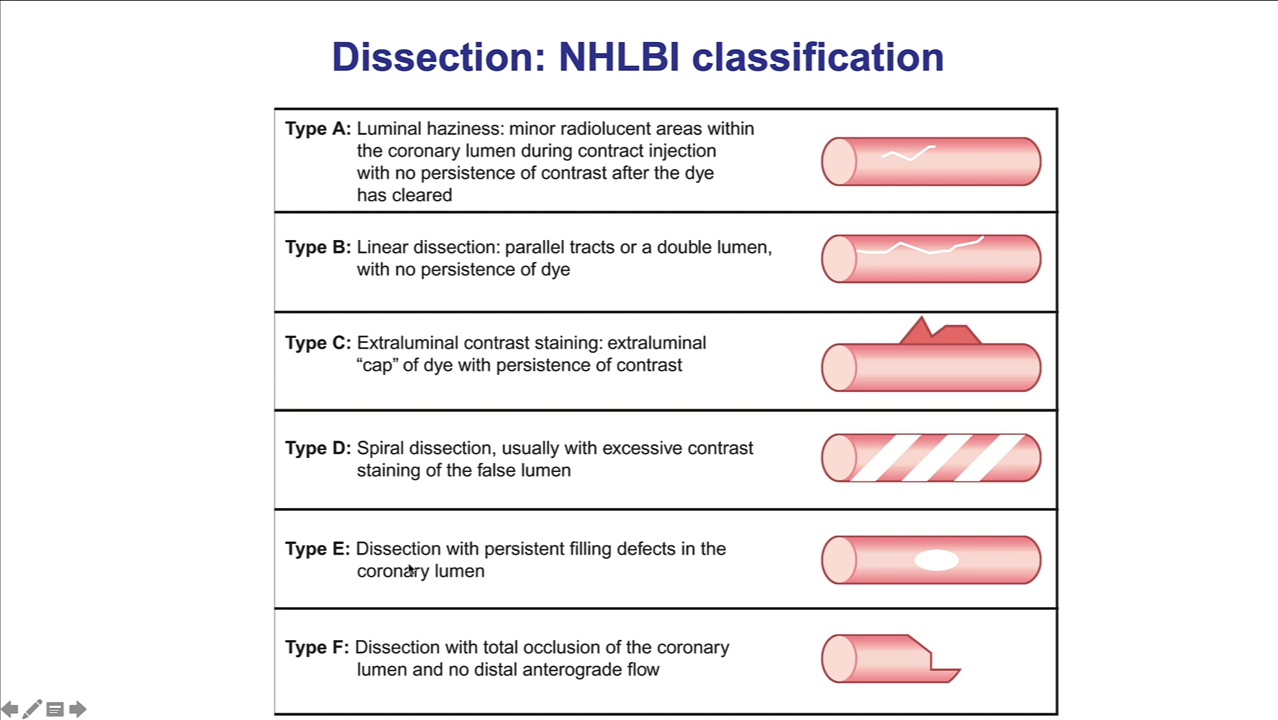 Dissection: NHLBI classification
Type A: Luminal haziness: minor radiolucent areas within
the coronary lumen during contract injection
with no persistence of contrast after the dye
has cleared
Type B: Linear dissection: parallel tracts or a double lumen,
with no persistence of dye
Type C: Extraluminal contrast staining: extraluminal
“cap” of dye with persistence of contrast
Type D: Spiral dissection, usually with excessive contrast
staining of the false lumen
Type E: Dissection with persistent filling defects in the
coronary lumen
Type F: Dissection with total occlusion of the coronary
lumen and no distal anterograde flow